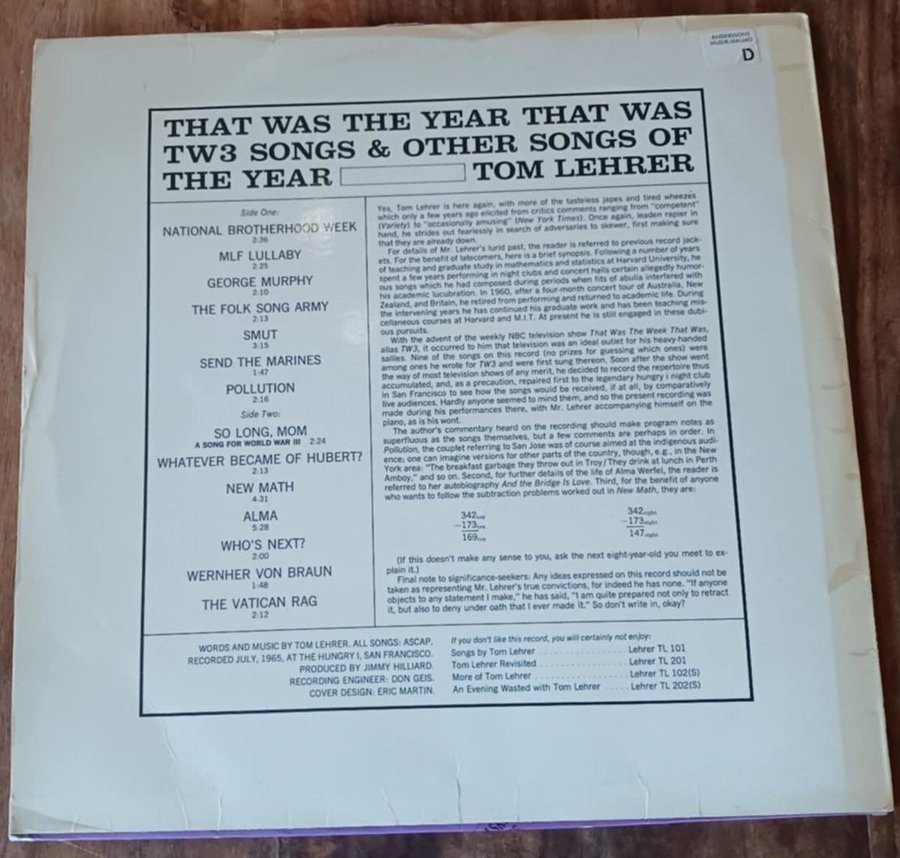 ANDERSSONS
MUSIK MALMÖ
D
THAT WAS THE YEAR THAT WAS
TW3 SONGS & OTHER SONGS OF
THE YEAR TOM LEHRER
Side One:
NATIONAL BROTHERHOOD WEEK
2:36
MLF LULLABY
2:25
GEORGE MURPHY
2:10
THE FOLK SONG ARMY
2:13
SMUT
3:15
SEND THE MARINES
1:47
POLLUTION
2:16
Side Two:
SO LONG, MOM
A SONG FOR WORLD WAR III 2:24
WHATEVER BECAME OF HUBERT?
2:13
NEW MATH
4:31
ALMA
5:28
WHO'S NEXT?
2:00
WERNHER VON BRAUN
1:48
THE VATICAN RAG
2:12
Yes, Tom Lehrer is here again, with more of the tasteless japes and tired wheezes
which only a few years ago elicited from critics comments ranging from "competent"
(Variety) to "occasionally amusing" (New York Times). Once again, leaden rapier in
hand, he strides out fearlessly in search of adversaries to skewer, first making sure
that they are already down.
For details of Mr. Lehrer's lurid past, the reader is referred to previous record jack-
ets. For the benefit of latecomers, here is a brief synopsis. Following a number of years
of teaching and graduate study in mathematics and statistics at Harvard University, he
spent a few years performing in night clubs and concert halls certain allegedly humor-
ous songs which he had composed during periods when fits of abulia interfered with
his academic lucubration. In 1960, after a four-month concert tour of Australia, New
Zealand, and Britain, he retired from performing and returned to academic life. During
the intervening years he has continued his graduate work and has been teaching mis-
cellaneous courses at Harvard and M.I.T. At present he is still engaged in these dubi-
ous pursuits.
With the advent of the weekly NBC television show That Was The Week That Was,
alias TW3, it occurred to him that television was an ideal outlet for his heavy-handed
sallies. Nine of the songs on this record (no prizes for guessing which ones) were
among ones he wrote for TW3 and were first sung thereon. Soon after the show went
the way of most television shows of any merit, he decided to record the repertoire thus
accumulated, and, as a precaution, repaired first to the legendary hungry i night club
in San Francisco to see how the songs would be received, if at all, by comparatively
live audiences. Hardly anyone seemed to mind them, and so the present recording was
made during his performances there, with Mr. Lehrer accompanying himself on the
piano, as is his wont.
The author's commentary heard on the recording should make program notes as
superfluous as the songs themselves, but a few comments are perhaps in order. In
Pollution, the couplet referring to San Jose was of course aimed at the indigenous audi-
ence; one can imagine versions for other parts of the country, though, e.g., in the New
York area: "The breakfast garbage they throw out in Troy/They drink at lunch in Perth
Amboy," and so on. Second, for further details of the life of Alma Werfel, the reader is
referred to her autobiography And the Bridge Is Love. Third, for the benefit of anyone
who wants to follow the subtraction problems worked out in New Math, they are:
342ten 342eight
−173ten −173eight
169ten 147eight
(If this doesn't make any sense to you, ask the next eight-year-old you meet to ex-
plain it.)
Final note to significance-seekers: Any ideas expressed on this record should not be
taken as representing Mr. Lehrer's true convictions, for indeed he has none. "If anyone
objects to any statement I make," he has said, "I am quite prepared not only to retract
it, but also to deny under oath that I ever made it." So don't write in, okay?
WORDS AND MUSIC BY TOM LEHRER. ALL SONGS: ASCAP.
RECORDED JULY, 1965, AT THE HUNGRY I, SAN FRANCISCO.
PRODUCED BY JIMMY HILLIARD.
RECORDING ENGINEER: DON GEIS.
COVER DESIGN: ERIC MARTIN.
If you don't like this record, you will certainly not enjoy:
Songs by Tom Lehrer .................... Lehrer TL 101
Tom Lehrer Revisited .................... Lehrer TL 201
More of Tom Lehrer .................... Lehrer TL 102(S)
An Evening Wasted with Tom Lehrer ..... Lehrer TL 202(S)